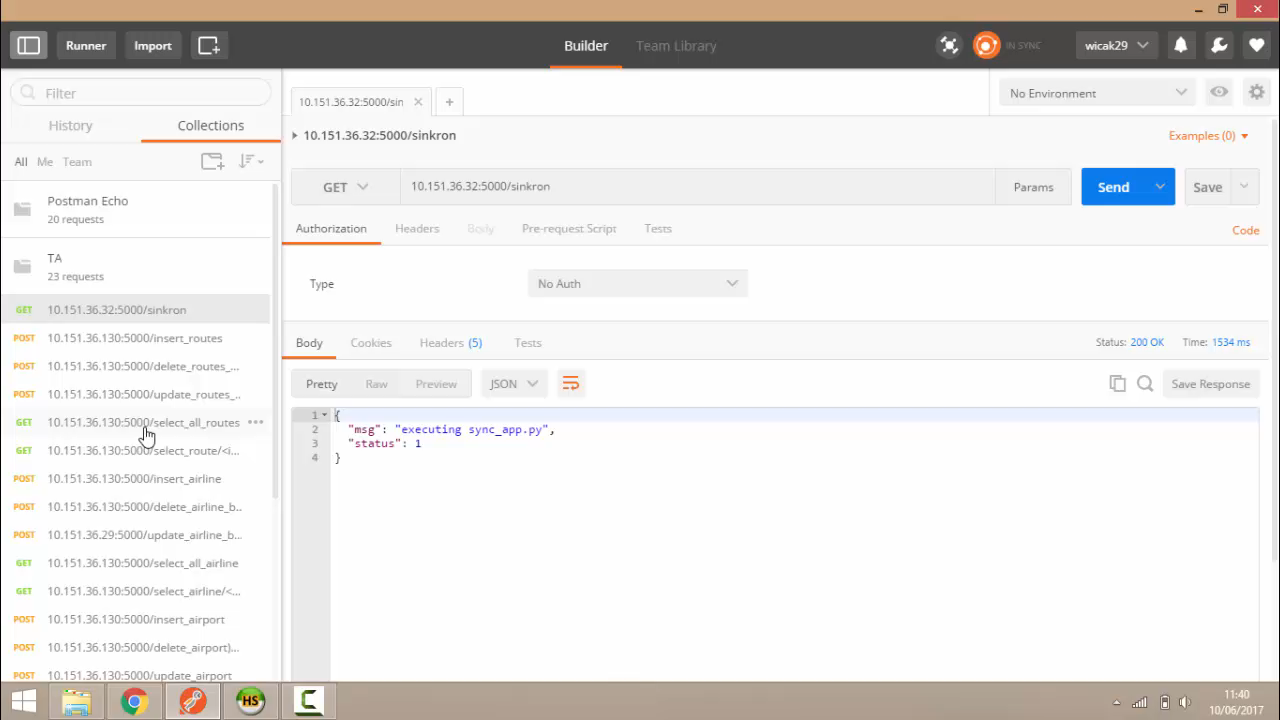 Runner
Import
Builder
Team Library
IN SYNC
wicak29
Filter
History
Collections
All Me Team
Postman Echo
20 requests
TA
23 requests
GET 10.151.36.32:5000/sinkron
POST 10.151.36.130:5000/insert_routes
POST 10.151.36.130:5000/delete_routes_...
POST 10.151.36.130:5000/update_routes_..
GET 10.151.36.130:5000/select_all_routes
GET 10.151.36.130:5000/select_route/<i...
POST 10.151.36.130:5000/insert_airline
POST 10.151.36.130:5000/delete_airline_b..
POST 10.151.36.29:5000/update_airline_b...
GET 10.151.36.130:5000/select_all_airline
GET 10.151.36.130:5000/select_airline/<...
POST 10.151.36.130:5000/insert_airport
POST 10.151.36.130:5000/delete_airport)...
POST 10.151.36.130:5000/update_airport
10.151.36.32:5000/sin
No Environment
10.151.36.32:5000/sinkron
Examples (0)
GET
10.151.36.32:5000/sinkron
Params
Send
Save
Authorization
Headers
Body
Pre-request Script
Tests
Code
Type
No Auth
Body
Cookies
Headers (5)
Tests
Status: 200 OK
Time: 1534 ms
Pretty
Raw
Preview
JSON
Save Response
1 {
2 "msg": "executing sync_app.py",
3 "status": 1
4 }
HS
C
11:40
10/06/2017